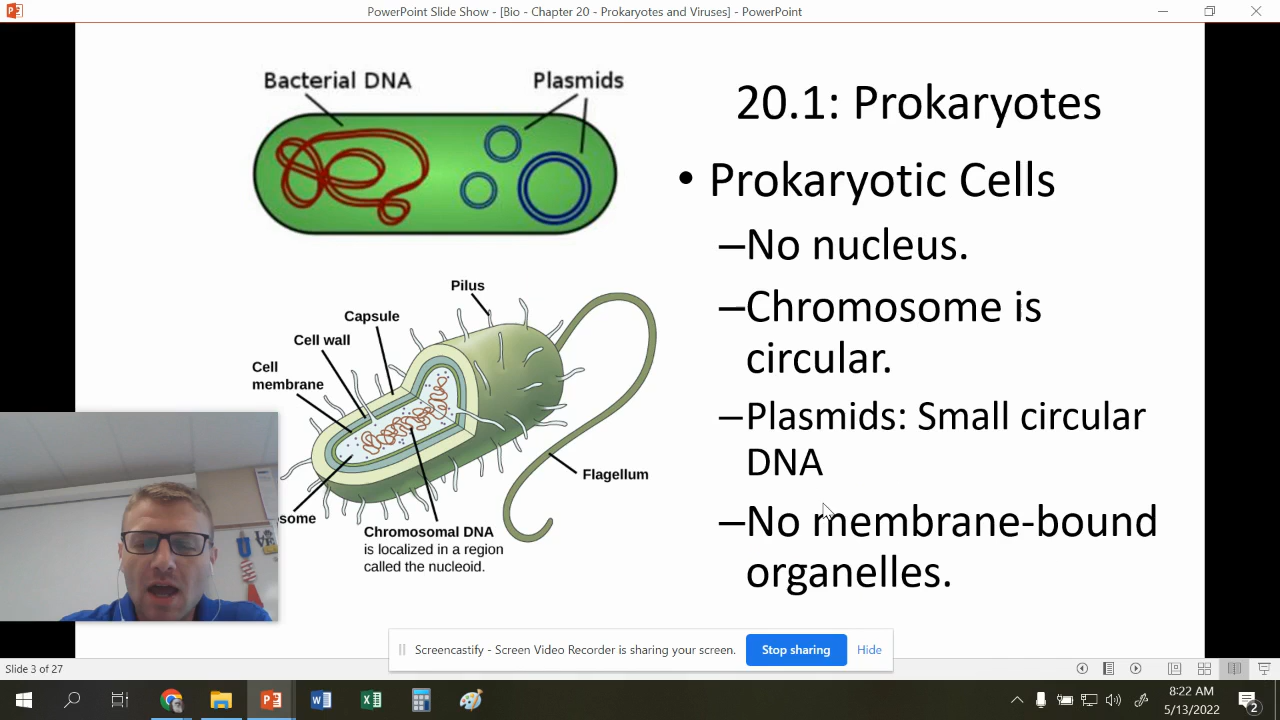 PowerPoint Slide Show - [Bio - Chapter 20 - Prokaryotes and Viruses] - PowerPoint
Bacterial DNA
Plasmids
20.1: Prokaryotes
• Prokaryotic Cells
–No nucleus.
–Chromosome is
circular.
–Plasmids: Small circular
DNA
–No membrane-bound
organelles.
Pilus
Capsule
Cell wall
Cell
membrane
some
Flagellum
Chromosomal DNA
is localized in a region
called the nucleoid.
Screencastify - Screen Video Recorder is sharing your screen.
Stop sharing
Hide
Slide 3 of 27
8:22 AM
5/13/2022
2